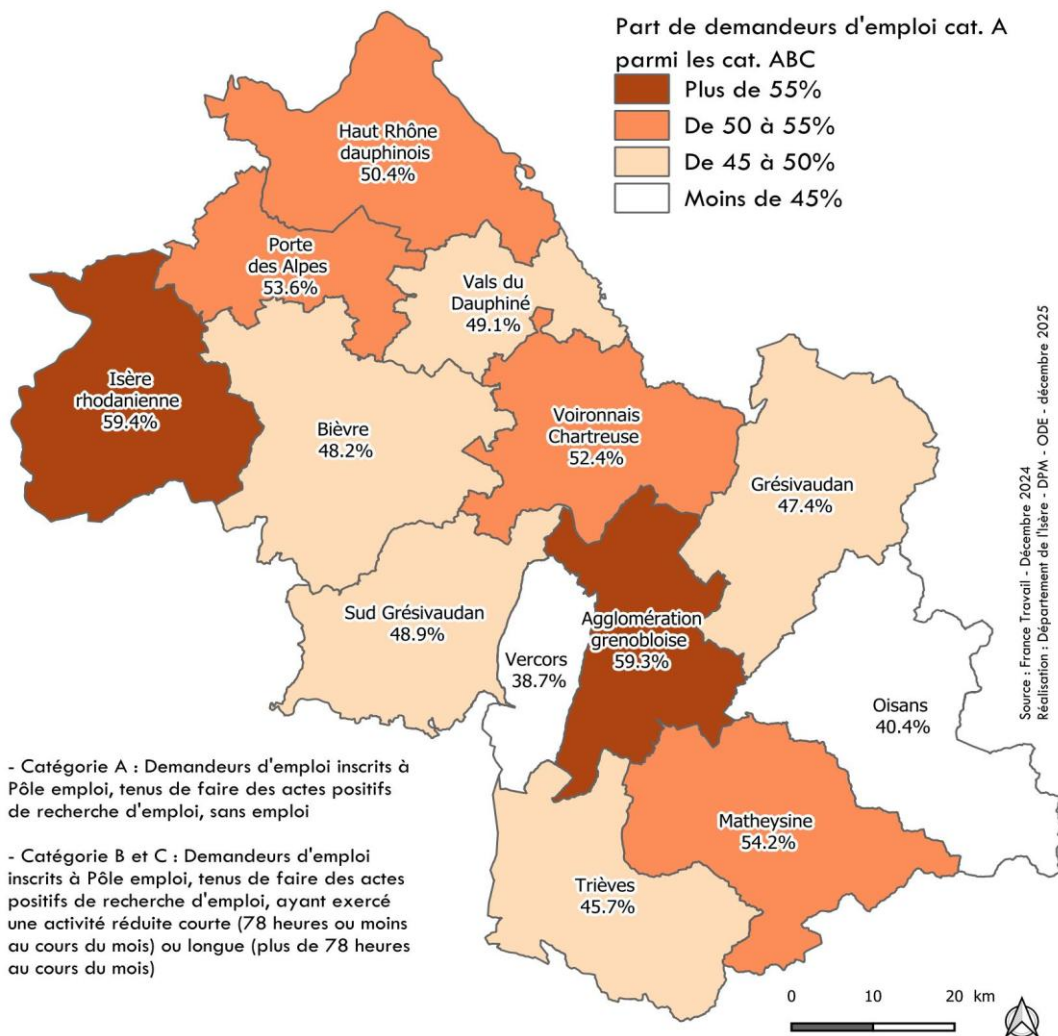 Part de demandeurs d'emploi cat. A
parmi les cat. ABC
Plus de 55%
De 50 à 55%
De 45 à 50%
Moins de 45%
Haut Rhône
dauphinois
50.4%
Porte
des Alpes
53.6%
Vals du
Dauphiné
49.1%
Isère
rhodanienne
59.4%
Bièvre
48.2%
Voironnais
Chartreuse
52.4%
Grésivaudan
47.4%
Sud Grésivaudan
48.9%
Vercors
38.7%
Agglomération
grenobloise
59.3%
Oisans
40.4%
Matheysine
54.2%
Trièves
45.7%
Source : France Travail - Décembre 2024
Réalisation : Département de l'Isère - DPM - ODE - décembre 2025
- Catégorie A : Demandeurs d'emploi inscrits à
Pôle emploi, tenus de faire des actes positifs
de recherche d'emploi, sans emploi
- Catégorie B et C : Demandeurs d'emploi
inscrits à Pôle emploi, tenus de faire des actes
positifs de recherche d'emploi, ayant exercé
une activité réduite courte (78 heures ou moins
au cours du mois) ou longue (plus de 78 heures
au cours du mois)
0 10 20 km